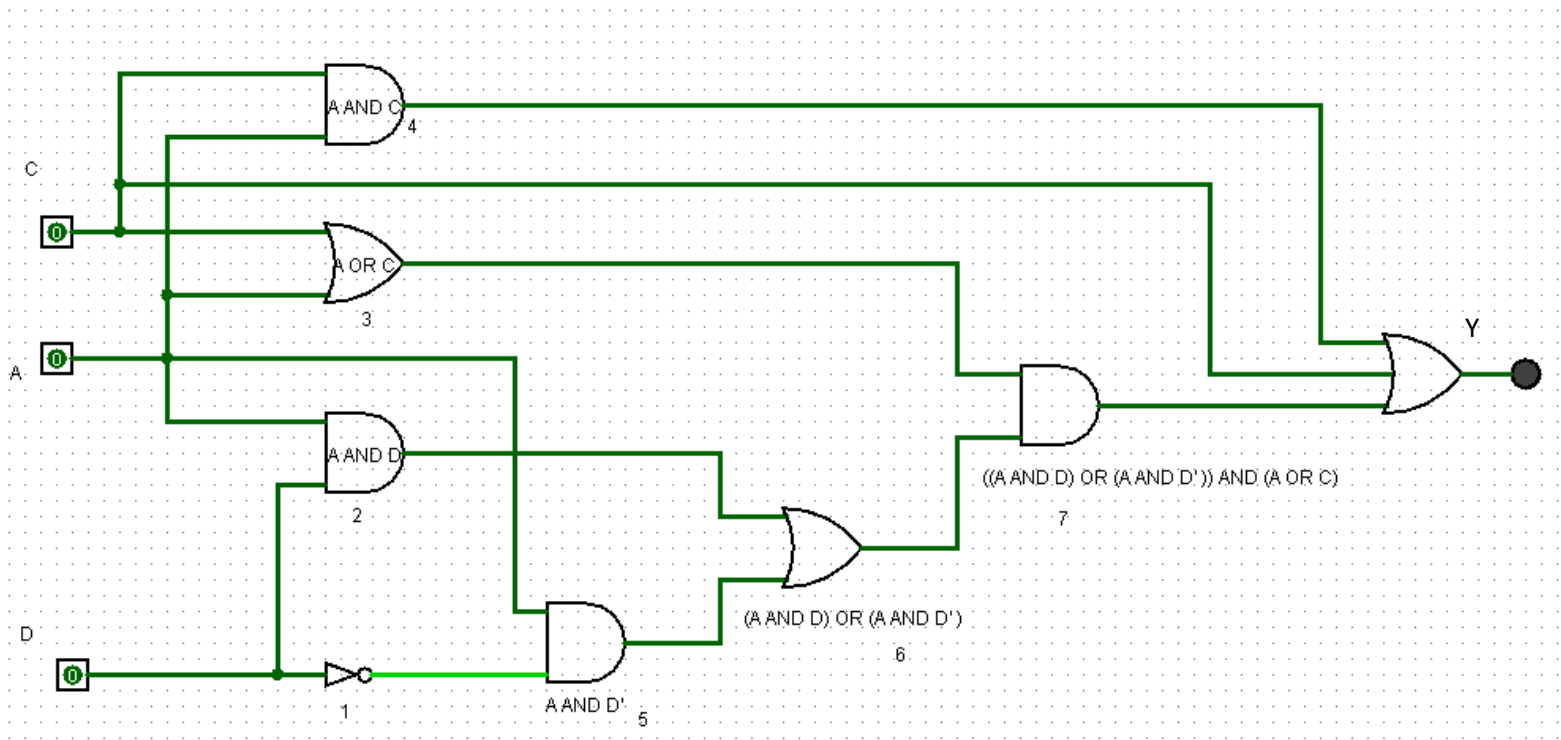 A AND C
4
C
0
A OR C
3
0
A
Y
A AND D
2
((A AND D) OR (A AND D')) AND (A OR C)
7
D
(A AND D) OR (A AND D')
6
0
1
A AND D'
5